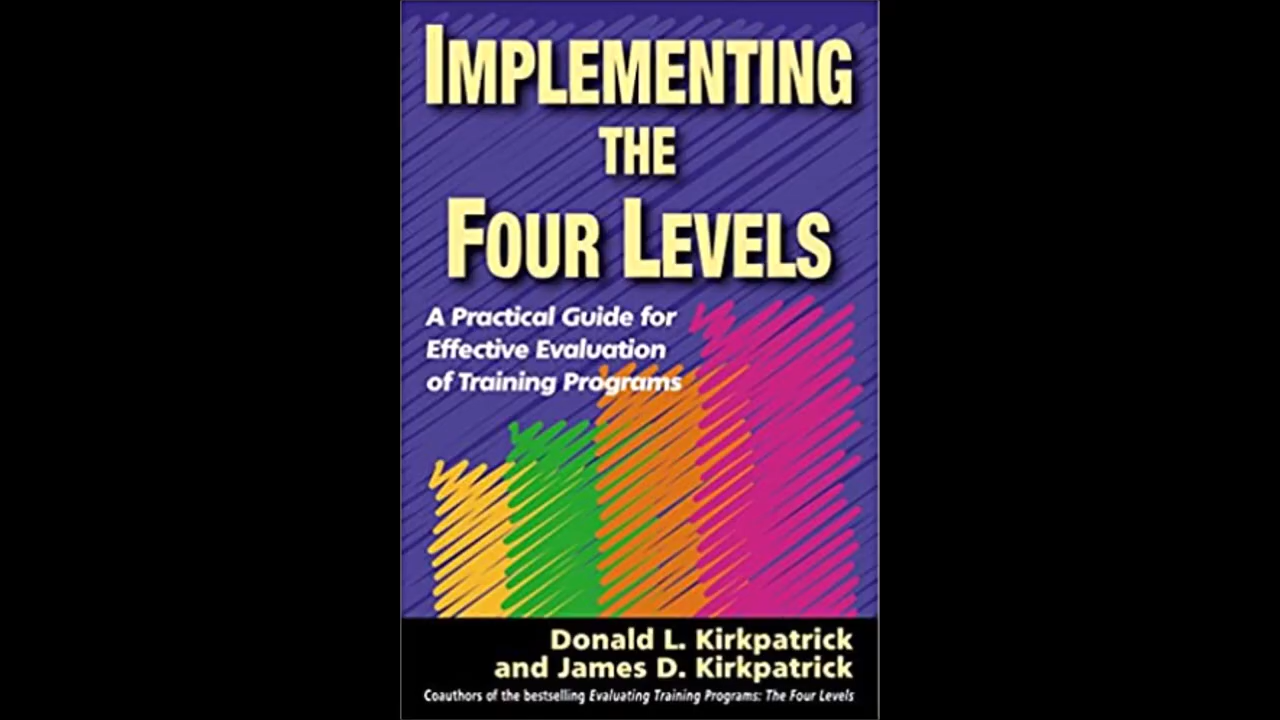 IMPLEMENTING
THE
FOUR LEVELS
A Practical Guide for
Effective Evaluation
of Training Programs
Donald L. Kirkpatrick
and James D. Kirkpatrick
Coauthors of the bestselling Evaluating Training Programs: The Four Levels